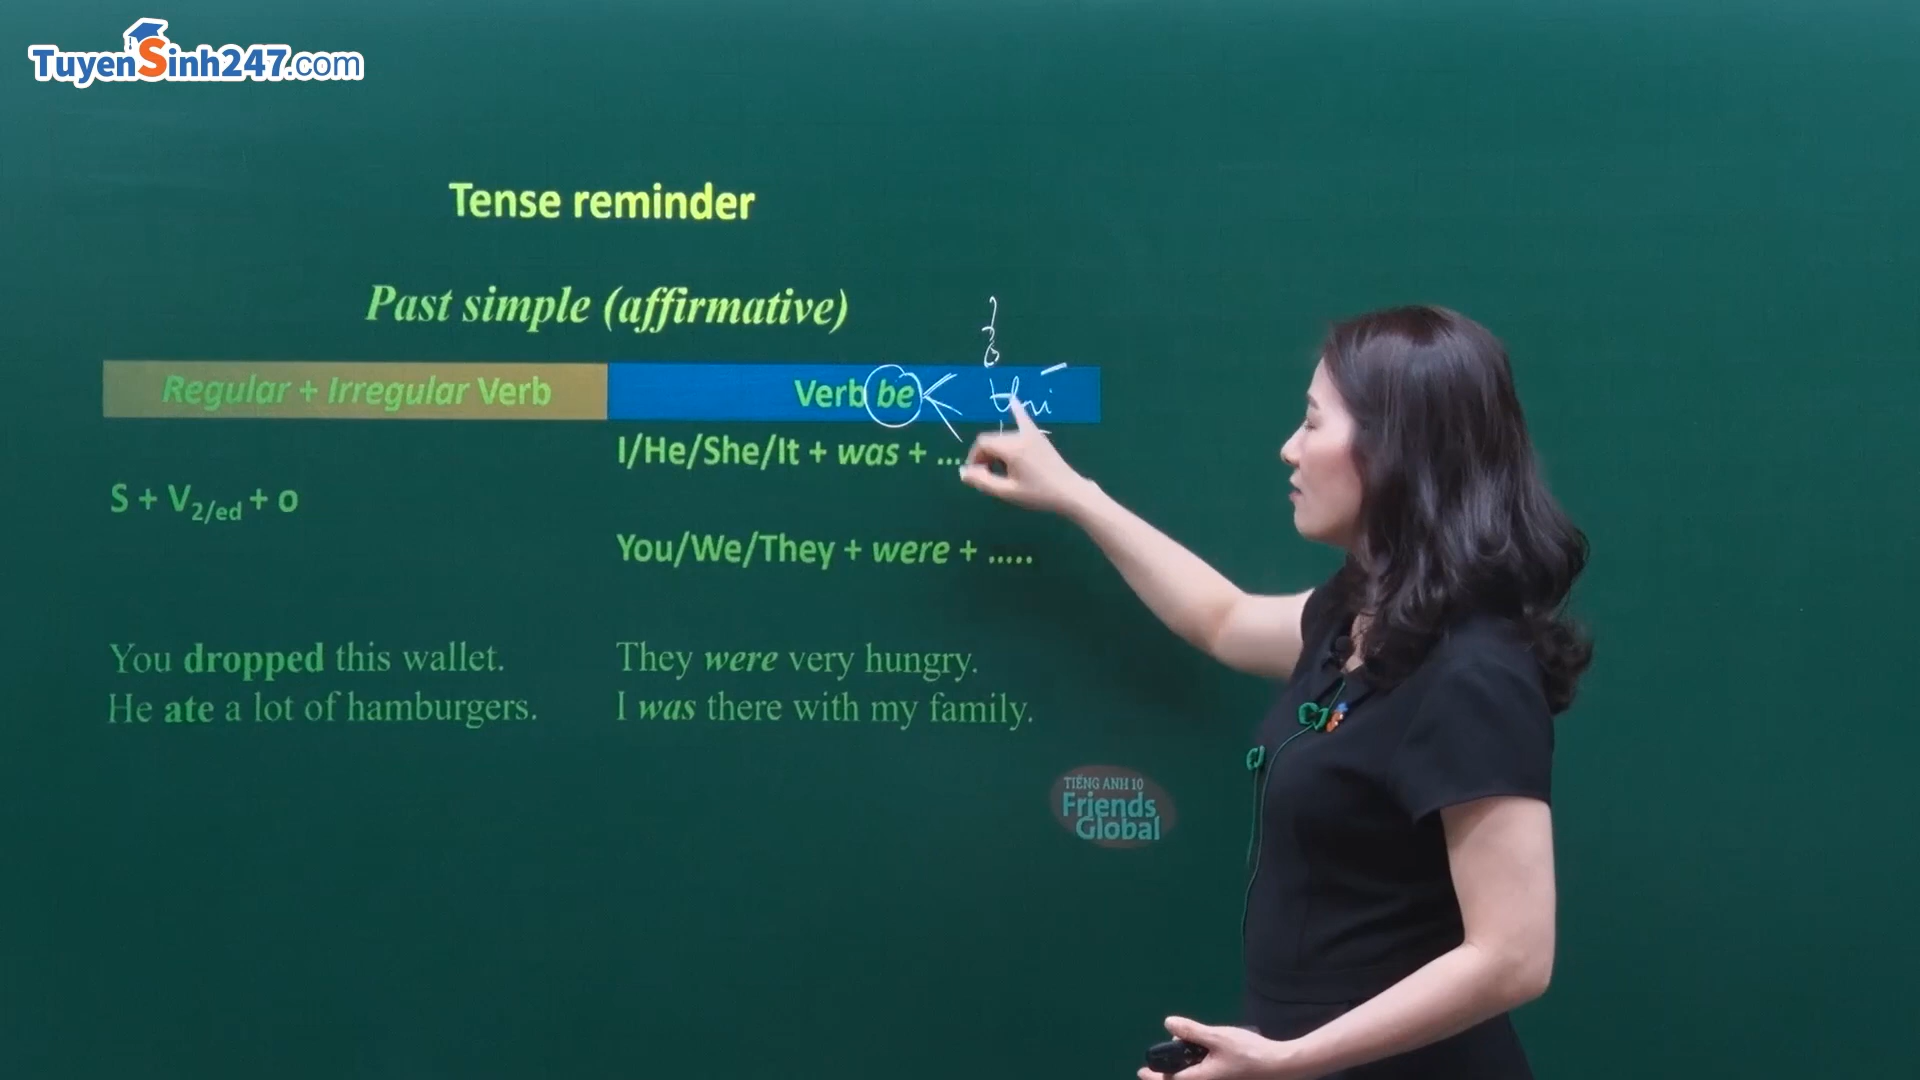 TuyenSinh247.com
Tense reminder
Past simple (affirmative)
Regular + Irregular Verb
Verb be
I/He/She/It + was + ...
S + V2/ed + o
You/We/They + were + .....
You dropped this wallet.
They were very hungry.
He ate a lot of hamburgers.
I was there with my family.
TIẾNG ANH 10
Friends
Global